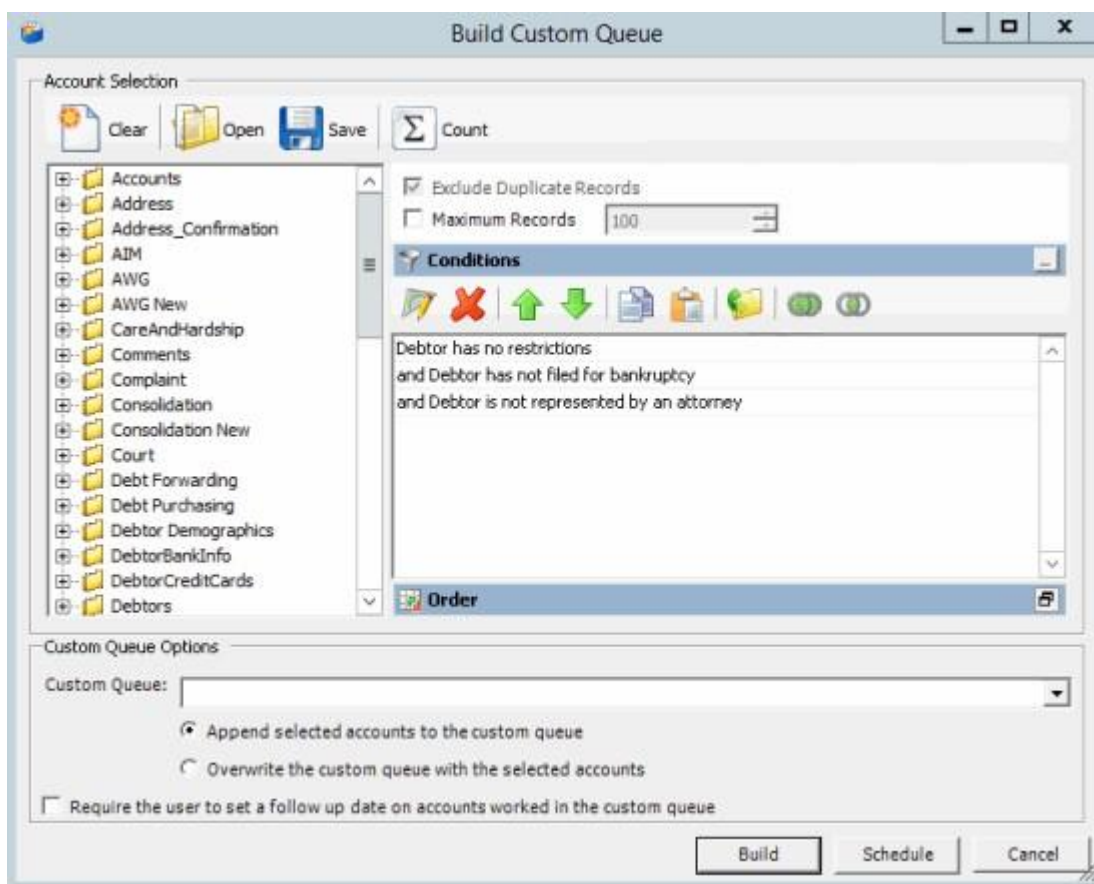 Build Custom Queue
Account Selection
Clear Open Save Σ Count
Accounts
Address
Address_Confirmation
AIM
AWG
AWG New
CareAndHardship
Comments
Complaint
Consolidation
Consolidation New
Court
Debt Forwarding
Debt Purchasing
Debtor Demographics
DebtorBankInfo
DebtorCreditCards
Debtors
Exclude Duplicate Records
Maximum Records 100
Conditions
Debtor has no restrictions
and Debtor has not filed for bankruptcy
and Debtor is not represented by an attorney
Order
Custom Queue Options
Custom Queue:
Append selected accounts to the custom queue
Overwrite the custom queue with the selected accounts
Require the user to set a follow up date on accounts worked in the custom queue
Build Schedule Cancel